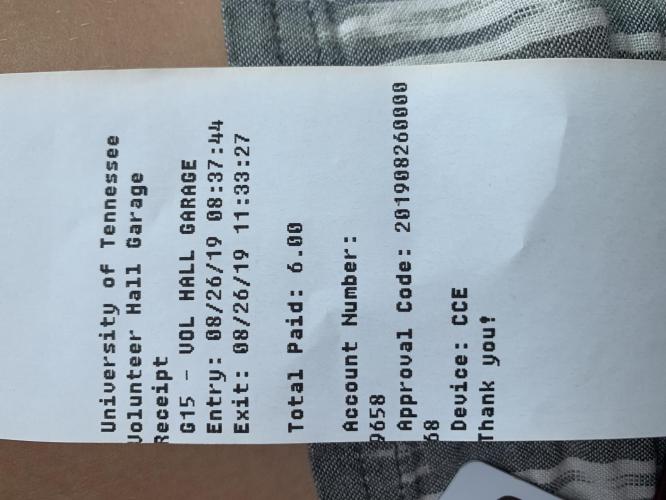 University of Tennessee
Volunteer Hall Garage
Receipt
G15 - VOL HALL GARAGE
Entry: 08/26/19 08:37:44
Exit: 08/26/19 11:33:27
Total Paid: 6.00
Account Number:
9658
Approval Code: 201908260000
68
Device: CCE
Thank you!